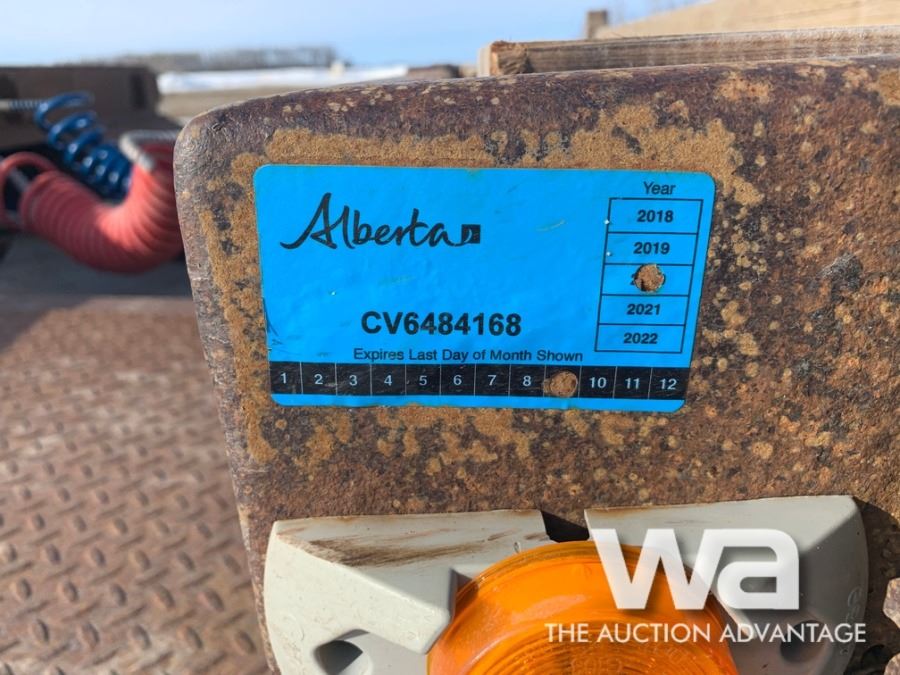 Alberta
Year
2018
2019
2021
2022
CV6484168
Expires Last Day of Month Shown
1 2 3 4 5 6 7 8 10 11 12
wa
THE AUCTION ADVANTAGE